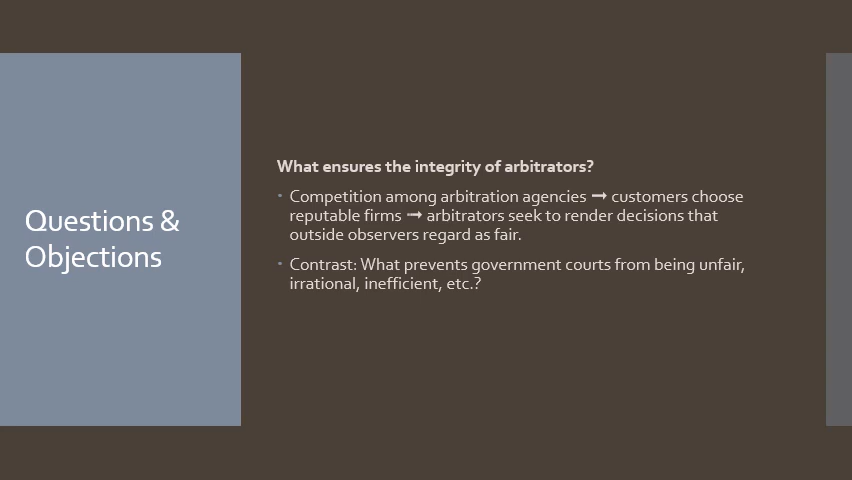 Questions &
Objections
What ensures the integrity of arbitrators?
• Competition among arbitration agencies ➞ customers choose
reputable firms ➞ arbitrators seek to render decisions that
outside observers regard as fair.
• Contrast: What prevents government courts from being unfair,
irrational, inefficient, etc.?